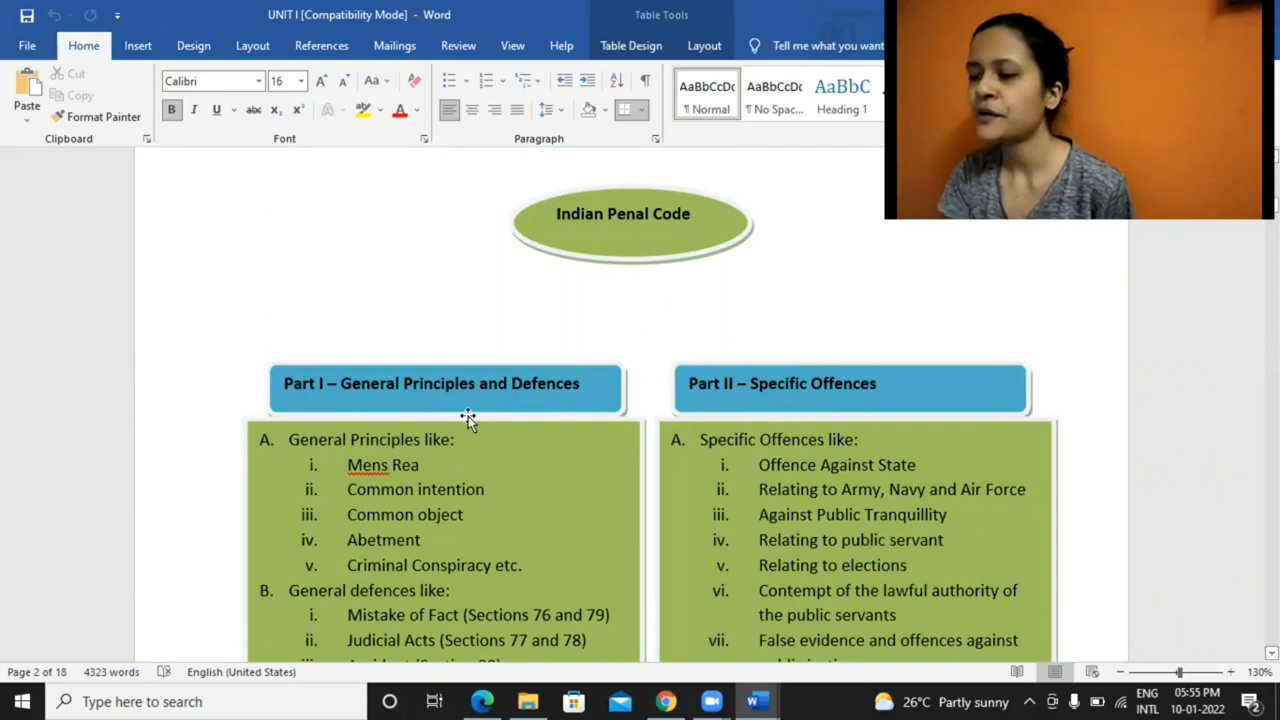 UNIT I [Compatibility Mode] - Word
Table Tools
File Home Insert Design Layout References Mailings Review View Help Table Design Layout Tell me what you want
Cut
Copy
Paste
Format Painter
Calibri 16
AaBbCcDc AaBbCcDc AaBbC
¶ Normal ¶ No Spac... Heading 1
Clipboard Font Paragraph
Indian Penal Code
Part I – General Principles and Defences
A. General Principles like:
i. Mens Rea
ii. Common intention
iii. Common object
iv. Abetment
v. Criminal Conspiracy etc.
B. General defences like:
i. Mistake of Fact (Sections 76 and 79)
ii. Judicial Acts (Sections 77 and 78)
Part II – Specific Offences
A. Specific Offences like:
i. Offence Against State
ii. Relating to Army, Navy and Air Force
iii. Against Public Tranquillity
iv. Relating to public servant
v. Relating to elections
vi. Contempt of the lawful authority of
the public servants
vii. False evidence and offences against
Page 2 of 18 4323 words English (United States) 130%
Type here to search
26°C Partly sunny
ENG
INTL
05:55 PM
10-01-2022
2